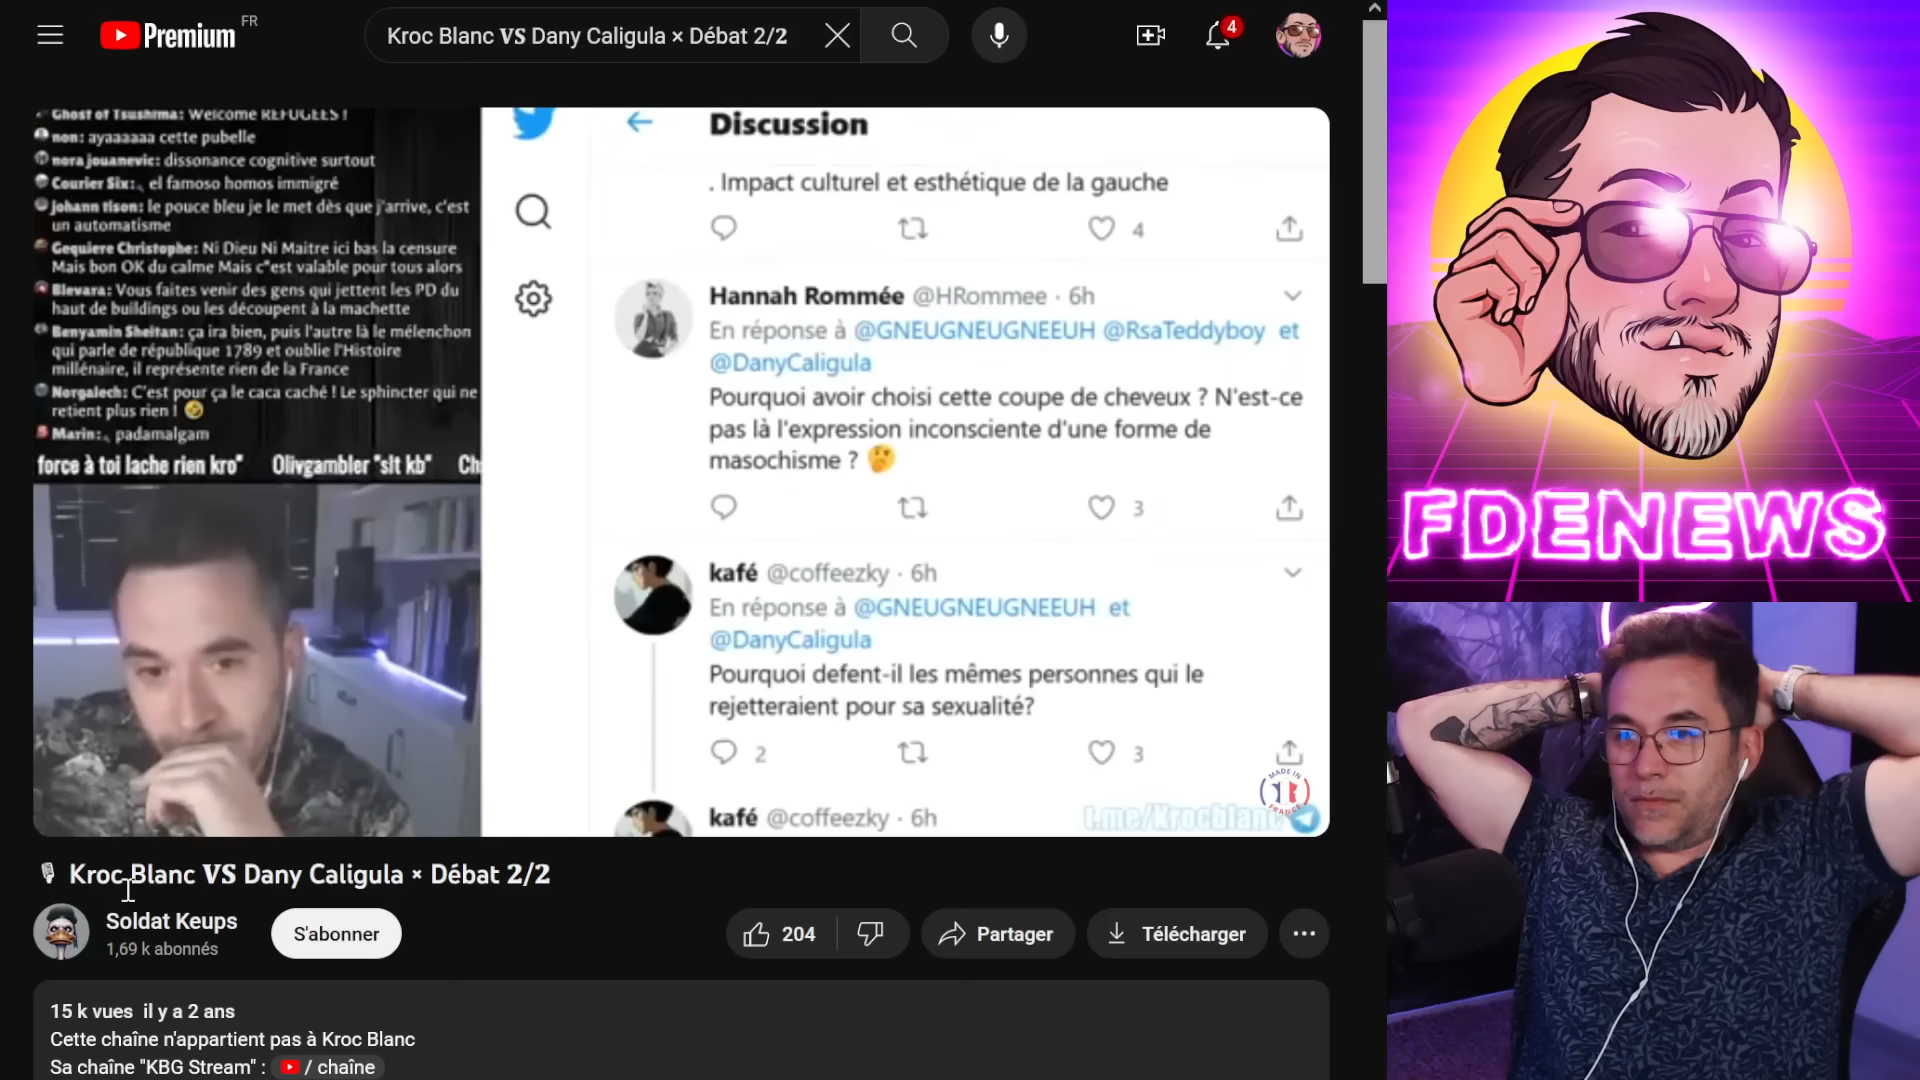 Premium FR
Kroc Blanc VS Dany Caligula × Débat 2/2
4
Ghost of Tsushima: Welcome REFUGEES !
non: ayaaaaaa cette pubelle
nora jouanevic: dissonance cognitive surtout
Courier Six: el famoso homos immigré
johann tison: le pouce bleu je le met dès que j'arrive, c'est
un automatisme
Gequiere Christophe: Ni Dieu Ni Maitre ici bas la censure
Mais bon OK du calme Mais c"est valable pour tous alors
Blevara: Vous faites venir des gens qui jettent les PD du
haut de buildings ou les découpent à la machette
Benyamin Sheitan: ça ira bien, puis l'autre là le mélenchon
qui parle de république 1789 et oublie l'Histoire
millénaire, il représente rien de la France
Norgalech: C'est pour ça le caca caché ! Le sphincter qui ne
retient plus rien !
Marin: padamalgam
force à toi lache rien kro" Olivgambler "slt kb" Ch
Discussion
. Impact culturel et esthétique de la gauche
4
Hannah Rommée @HRommee · 6h
En réponse à @GNEUGNEUGNEEUH @RsaTeddyboy et
@DanyCaligula
Pourquoi avoir choisi cette coupe de cheveux ? N'est-ce
pas là l'expression inconsciente d'une forme de
masochisme ? 🤔
3
kafé @coffeezky · 6h
En réponse à @GNEUGNEUGNEEUH et
@DanyCaligula
Pourquoi defent-il les mêmes personnes qui le
rejetteraient pour sa sexualité?
2 3
MADE IN
FRANCE
kafé @coffeezky · 6h
t.me/Krocblanc
🎙 Kroc Blanc VS Dany Caligula × Débat 2/2
Soldat Keups
1,69 k abonnés
S'abonner
204
Partager
Télécharger
15 k vues il y a 2 ans
Cette chaîne n'appartient pas à Kroc Blanc
Sa chaîne "KBG Stream" : / chaîne
FDENEWS